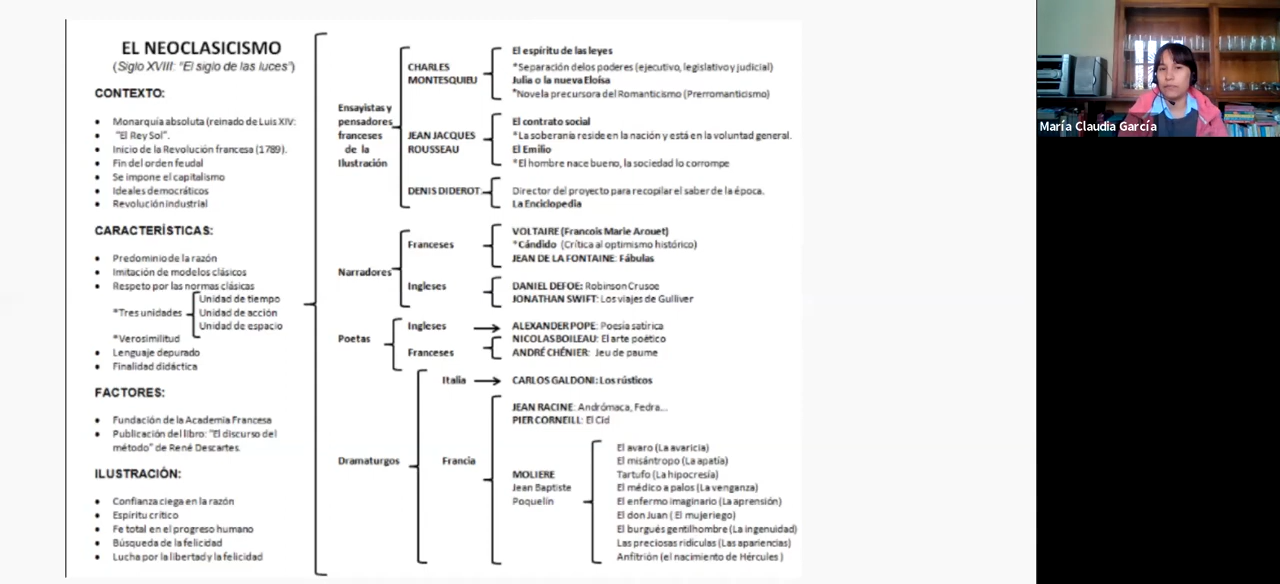 EL NEOCLASICISMO
(Siglo XVIII: "El siglo de las luces")
CONTEXTO:
• Monarquía absoluta (reinado de Luis XIV:
• "El Rey Sol".
• Inicio de la Revolución francesa (1789).
• Fin del orden feudal
• Se impone el capitalismo
• Ideales democráticos
• Revolución industrial
CARACTERÍSTICAS:
• Predominio de la razón
• Imitación de modelos clásicos
• Respeto por las normas clásicas
*Tres unidades
Unidad de tiempo
Unidad de acción
Unidad de espacio
*Verosimilitud
• Lenguaje depurado
• Finalidad didáctica
FACTORES:
• Fundación de la Academia Francesa
• Publicación del libro: "El discurso del
método" de René Descartes.
ILUSTRACIÓN:
• Confianza ciega en la razón
• Espíritu crítico
• Fe total en el progreso humano
• Búsqueda de la felicidad
• Lucha por la libertad y la felicidad
Ensayistas y
pensadores
franceses
de la
Ilustración
CHARLES
MONTESQUIEU
El espíritu de las leyes
*Separación delos poderes (ejecutivo, legislativo y judicial)
Julia o la nueva Eloísa
*Novela precursora del Romanticismo (Prerromanticismo)
JEAN JACQUES
ROUSSEAU
El contrato social
*La soberanía reside en la nación y está en la voluntad general.
El Emilio
*El hombre nace bueno, la sociedad lo corrompe
DENIS DIDEROT
Director del proyecto para recopilar el saber de la época.
La Enciclopedia
Narradores
Franceses
VOLTAIRE (Francois Marie Arouet)
*Cándido (Crítica al optimismo histórico)
JEAN DE LA FONTAINE: Fábulas
Ingleses
DANIEL DEFOE: Robinson Crusoe
JONATHAN SWIFT: Los viajes de Gulliver
Poetas
Ingleses
ALEXANDER POPE: Poesía satírica
Franceses
NICOLAS BOILEAU: El arte poético
ANDRÉ CHÉNIER: Jeu de paume
Dramaturgos
Italia
CARLOS GALDONI: Los rústicos
Francia
JEAN RACINE: Andrómaca, Fedra...
PIER CORNEILL: El Cid
MOLIERE
Jean Baptiste
Poquelín
El avaro (La avaricia)
El misántropo (La apatía)
Tartufo (La hipocresía)
El médico a palos (La venganza)
El enfermo imaginario (La aprensión)
El don Juan ( El mujeriego)
El burgués gentilhombre (La ingenuidad)
Las preciosas ridículas (Las apariencias)
Anfitrión (el nacimiento de Hércules )
María Claudia García